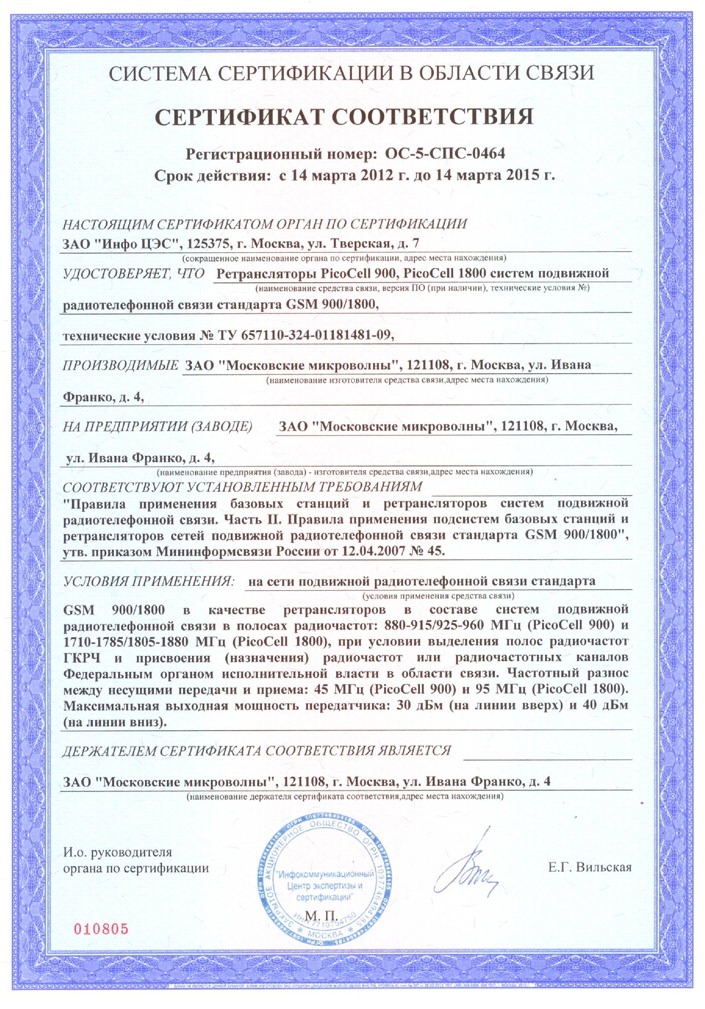 СИСТЕМА СЕРТИФИКАЦИИ В ОБЛАСТИ СВЯЗИ
СЕРТИФИКАТ СООТВЕТСТВИЯ
Регистрационный номер: ОС-5-СПС-0464
Срок действия: с 14 марта 2012 г. до 14 марта 2015 г.
НАСТОЯЩИМ СЕРТИФИКАТОМ ОРГАН ПО СЕРТИФИКАЦИИ
ЗАО "Инфо ЦЭС", 125375, г. Москва, ул. Тверская, д. 7
(сокращенное наименование органа по сертификации, адрес места нахождения)
УДОСТОВЕРЯЕТ, ЧТО Ретрансляторы PicoCell 900, PicoCell 1800 систем подвижной
(наименование средства связи, версия ПО (при наличии), технические условия №)
радиотелефонной связи стандарта GSM 900/1800,
технические условия № ТУ 657110-324-01181481-09,
ПРОИЗВОДИМЫЕ ЗАО "Московские микроволны", 121108, г. Москва, ул. Ивана
(наименование изготовителя средства связи,адрес места нахождения)
Франко, д. 4,
НА ПРЕДПРИЯТИИ (ЗАВОДЕ) ЗАО "Московские микроволны", 121108, г. Москва,
ул. Ивана Франко, д. 4,
(наименование предприятия (завода) - изготовителя средства связи,адрес места нахождения)
СООТВЕТСТВУЮТ УСТАНОВЛЕННЫМ ТРЕБОВАНИЯМ
"Правила применения базовых станций и ретрансляторов систем подвижной
радиотелефонной связи. Часть II. Правила применения подсистем базовых станций и
ретрансляторов сетей подвижной радиотелефонной связи стандарта GSM 900/1800",
утв. приказом Мининформсвязи России от 12.04.2007 № 45.
УСЛОВИЯ ПРИМЕНЕНИЯ: на сети подвижной радиотелефонной связи стандарта
(условия применения средства связи)
GSM 900/1800 в качестве ретрансляторов в составе систем подвижной
радиотелефонной связи в полосах радиочастот: 880-915/925-960 МГц (PicoCell 900) и
1710-1785/1805-1880 МГц (PicoCell 1800), при условии выделения полос радиочастот
ГКРЧ и присвоения (назначения) радиочастот или радиочастотных каналов
Федеральным органом исполнительной власти в области связи. Частотный разнос
между несущими передачи и приема: 45 МГц (PicoCell 900) и 95 МГц (PicoCell 1800).
Максимальная выходная мощность передатчика: 30 дБм (на линии вверх) и 40 дБм
(на линии вниз).
ДЕРЖАТЕЛЕМ СЕРТИФИКАТА СООТВЕТСТВИЯ ЯВЛЯЕТСЯ
ЗАО "Московские микроволны", 121108, г. Москва, ул. Ивана Франко, д. 4
(наименование держателя сертификата соответствия,адрес места нахождения)
И.о. руководителя
органа по сертификации
Е.Г. Вильская
ЗАКРЫТОЕ АКЦИОНЕРНОЕ ОБЩЕСТВО
"Инфокоммуникационный
Центр экспертизы и
сертификации"
М. П.
МОСКВА
010805